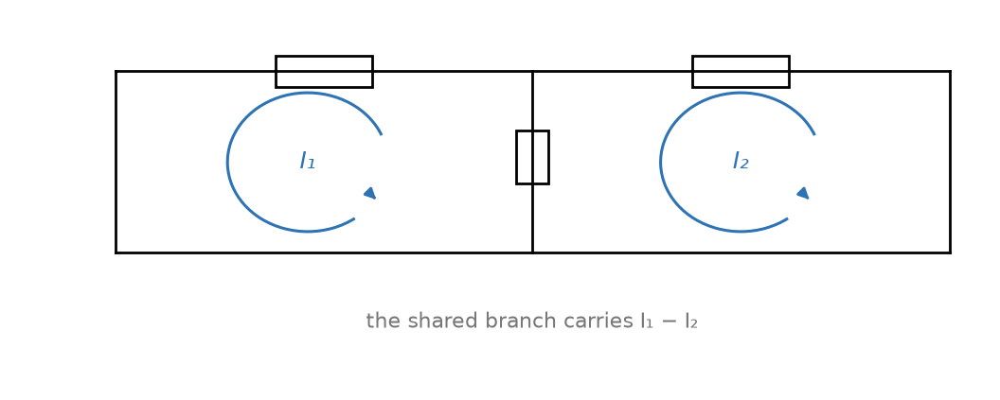 I₁ I₂
the shared branch carries I₁ − I₂